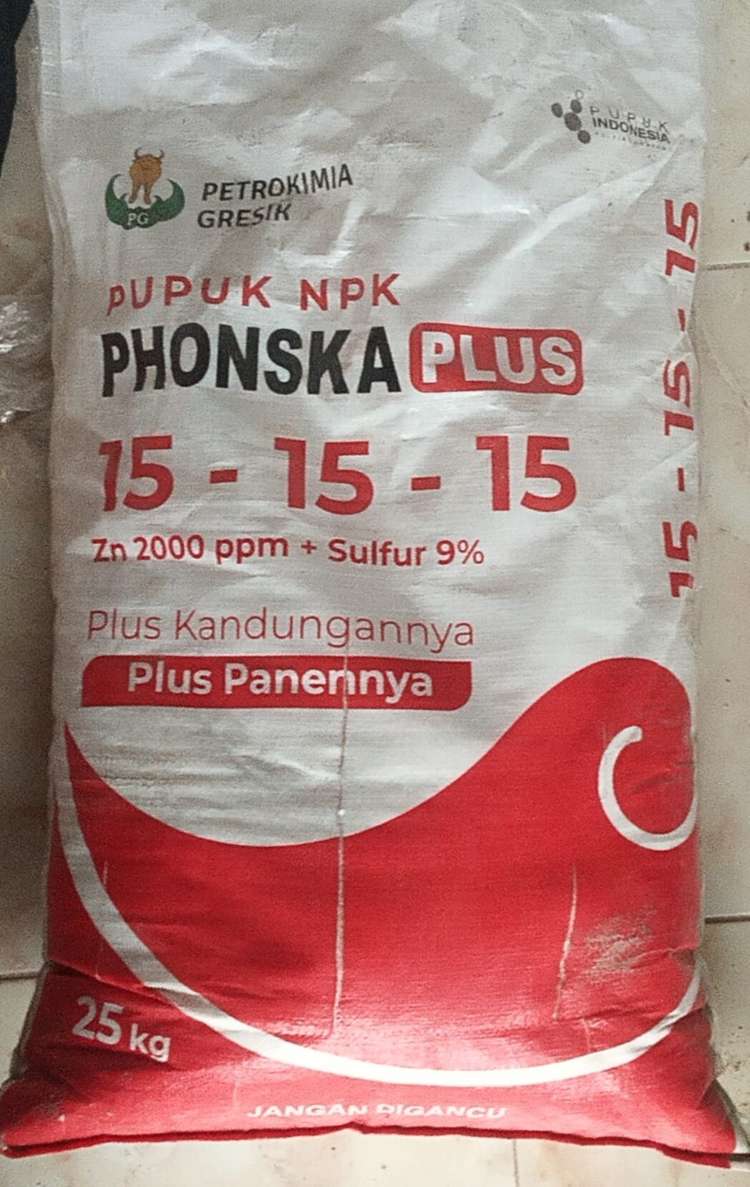 PUPUK
INDONESIA
PETROKIMIA
GRESIK
PG
PUPUK NPK
PHONSKA PLUS
15 - 15 - 15
Zn 2000 ppm + Sulfur 9%
Plus Kandungannya
Plus Panennya
15 - 15 - 15
25 kg
JANGAN DIGANCU